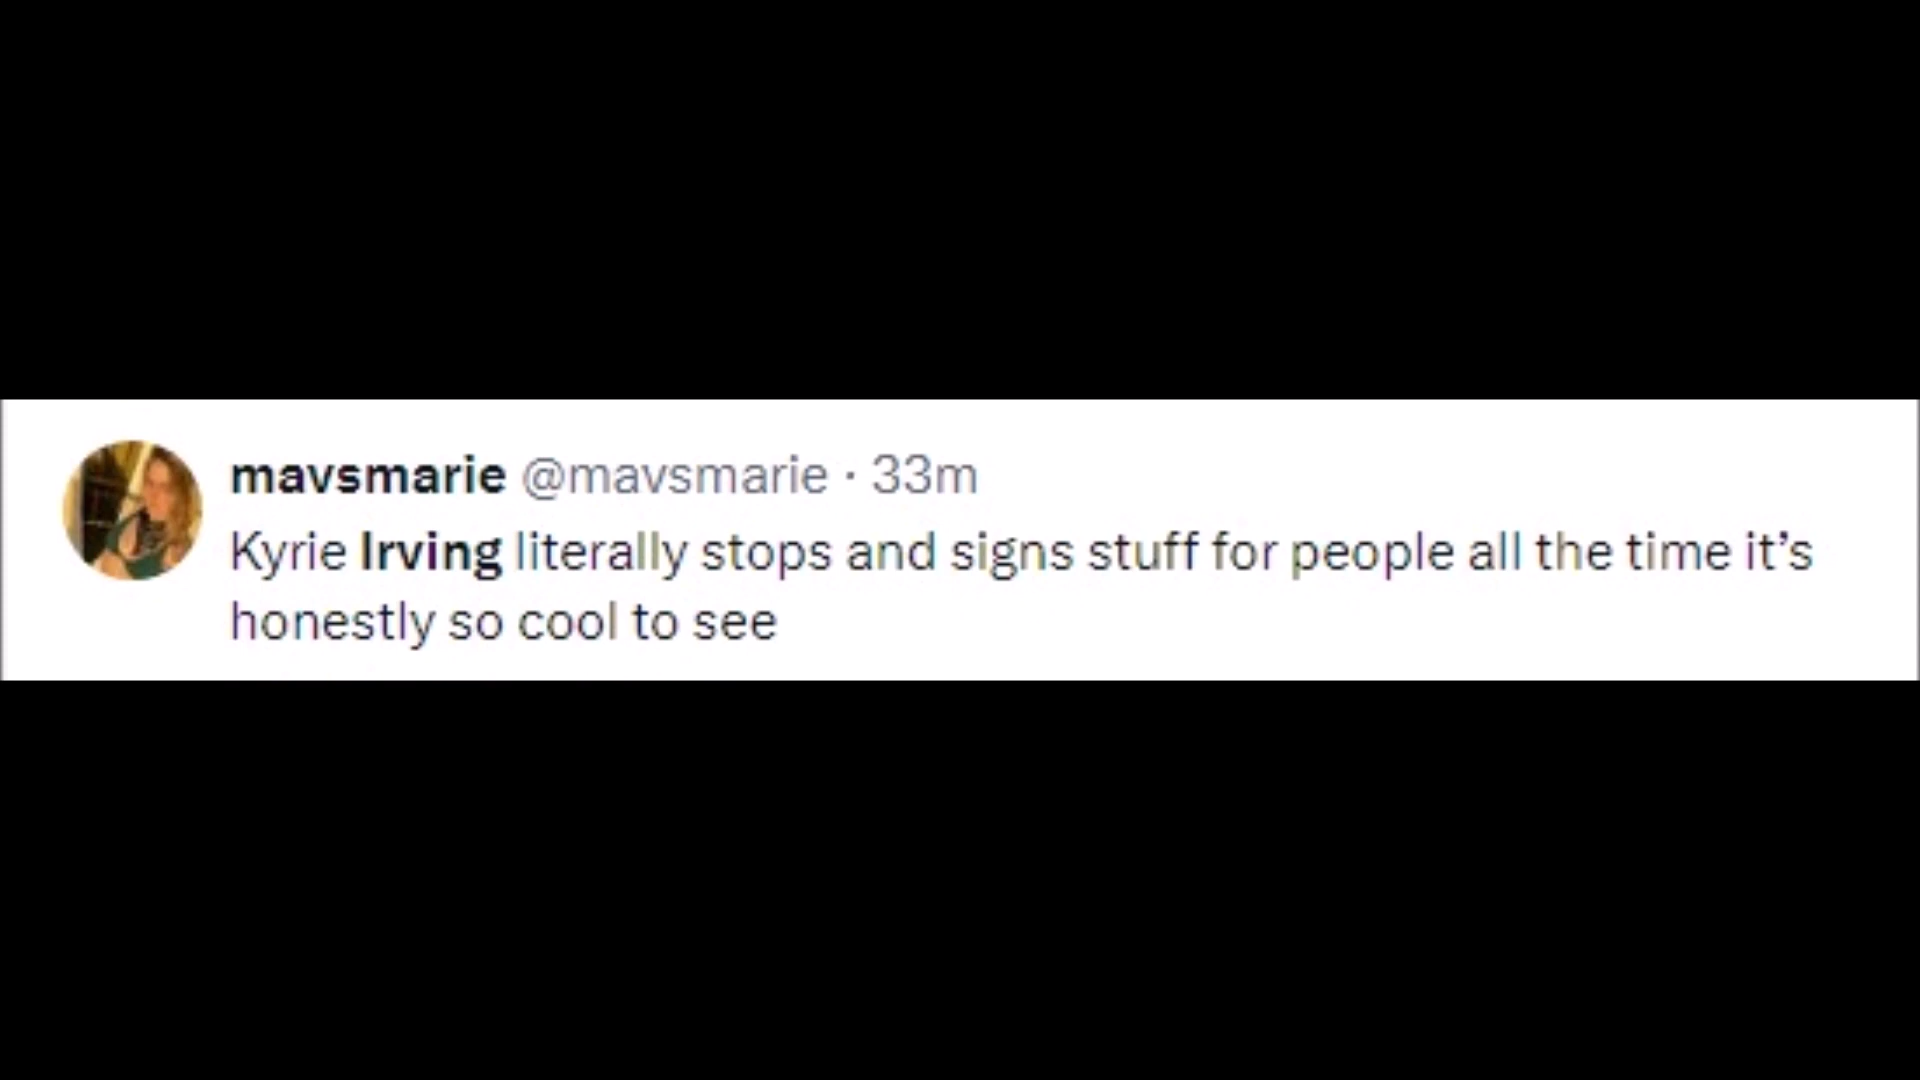 mavsmarie @mavsmarie · 33m
Kyrie Irving literally stops and signs stuff for people all the time it’s
honestly so cool to see